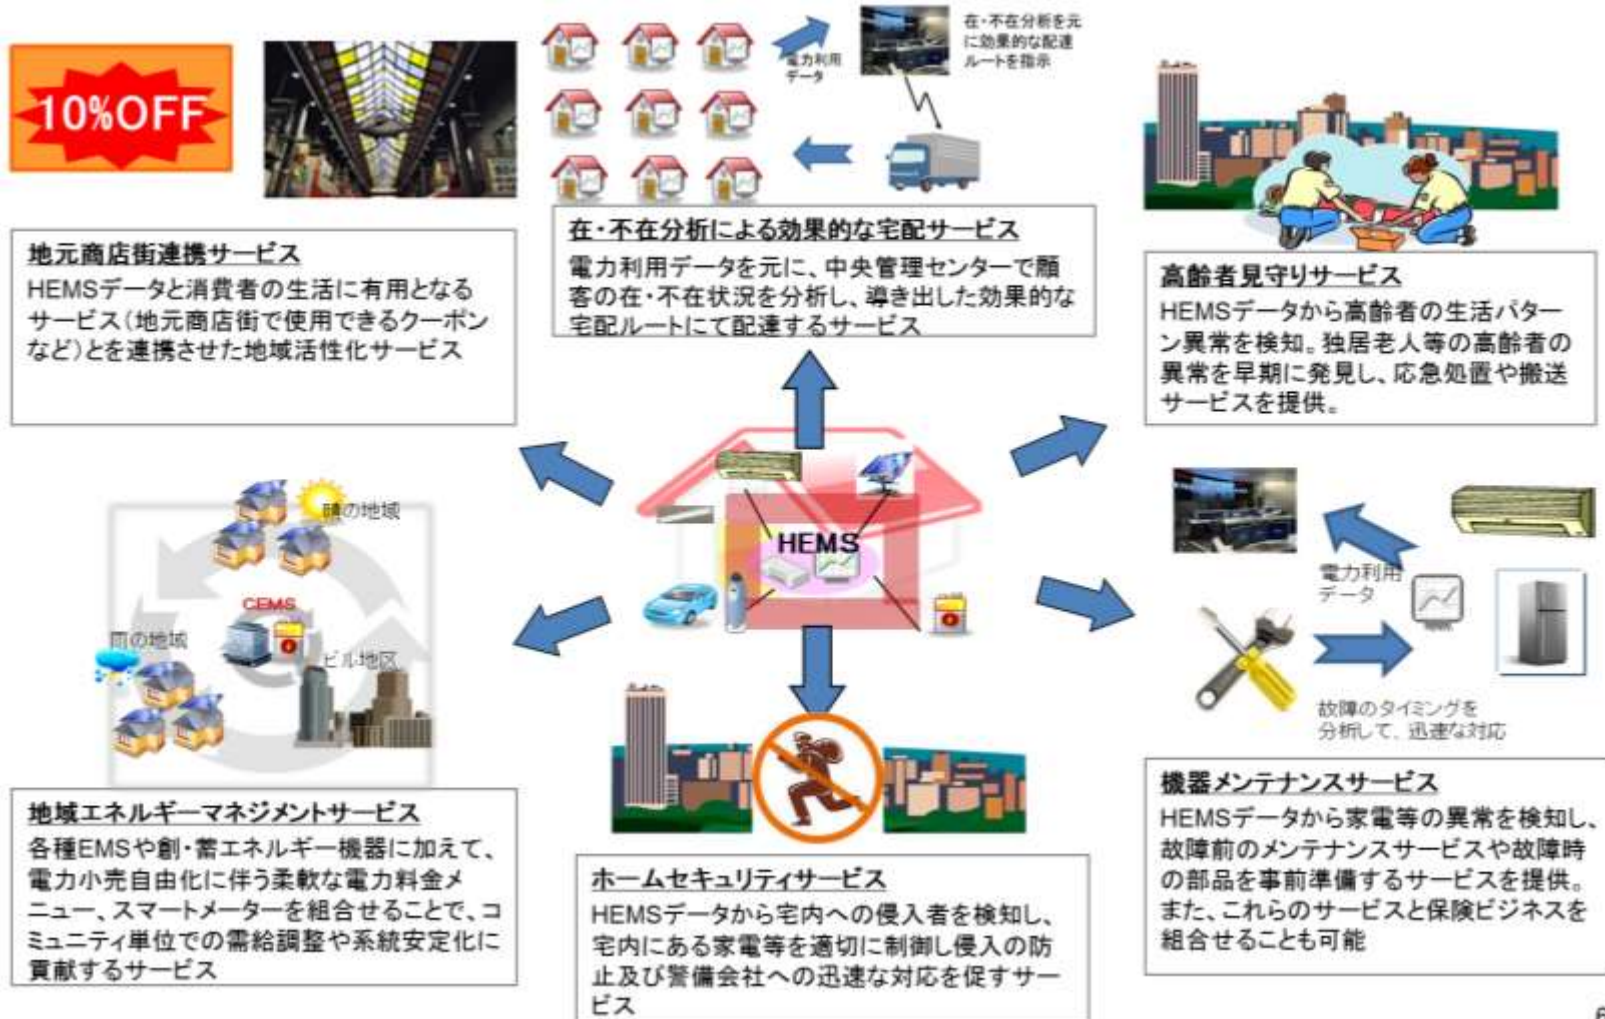 10%OFF
地元商店街連携サービス
HEMSデータと消費者の生活に有用となる
サービス(地元商店街で使用できるクーポン
など)とを連携させた地域活性化サービス
電力利用
データ
在・不在分析を元
に効果的な配達
ルートを指示
在・不在分析による効果的な宅配サービス
電力利用データを元に、中央管理センターで顧
客の在・不在状況を分析し、導き出した効果的な
宅配ルートにて配達するサービス
高齢者見守りサービス
HEMSデータから高齢者の生活パター
ン異常を検知。独居老人等の高齢者の
異常を早期に発見し、応急処置や搬送
サービスを提供。
HEMS
晴の地域
CEMS
雨の地域
ビル地区
地域エネルギーマネジメントサービス
各種EMSや創・蓄エネルギー機器に加えて、
電力小売自由化に伴う柔軟な電力料金メ
ニュー、スマートメーターを組合せることで、コ
ミュニティ単位での需給調整や系統安定化に
貢献するサービス
ホームセキュリティサービス
HEMSデータから宅内への侵入者を検知し、
宅内にある家電等を適切に制御し侵入の防
止及び警備会社への迅速な対応を促すサー
ビス
電力利用
データ
故障のタイミングを
分析して、迅速な対応
機器メンテナンスサービス
HEMSデータから家電等の異常を検知し、
故障前のメンテナンスサービスや故障時
の部品を事前準備するサービスを提供。
また、これらのサービスと保険ビジネスを
組合せることも可能
6